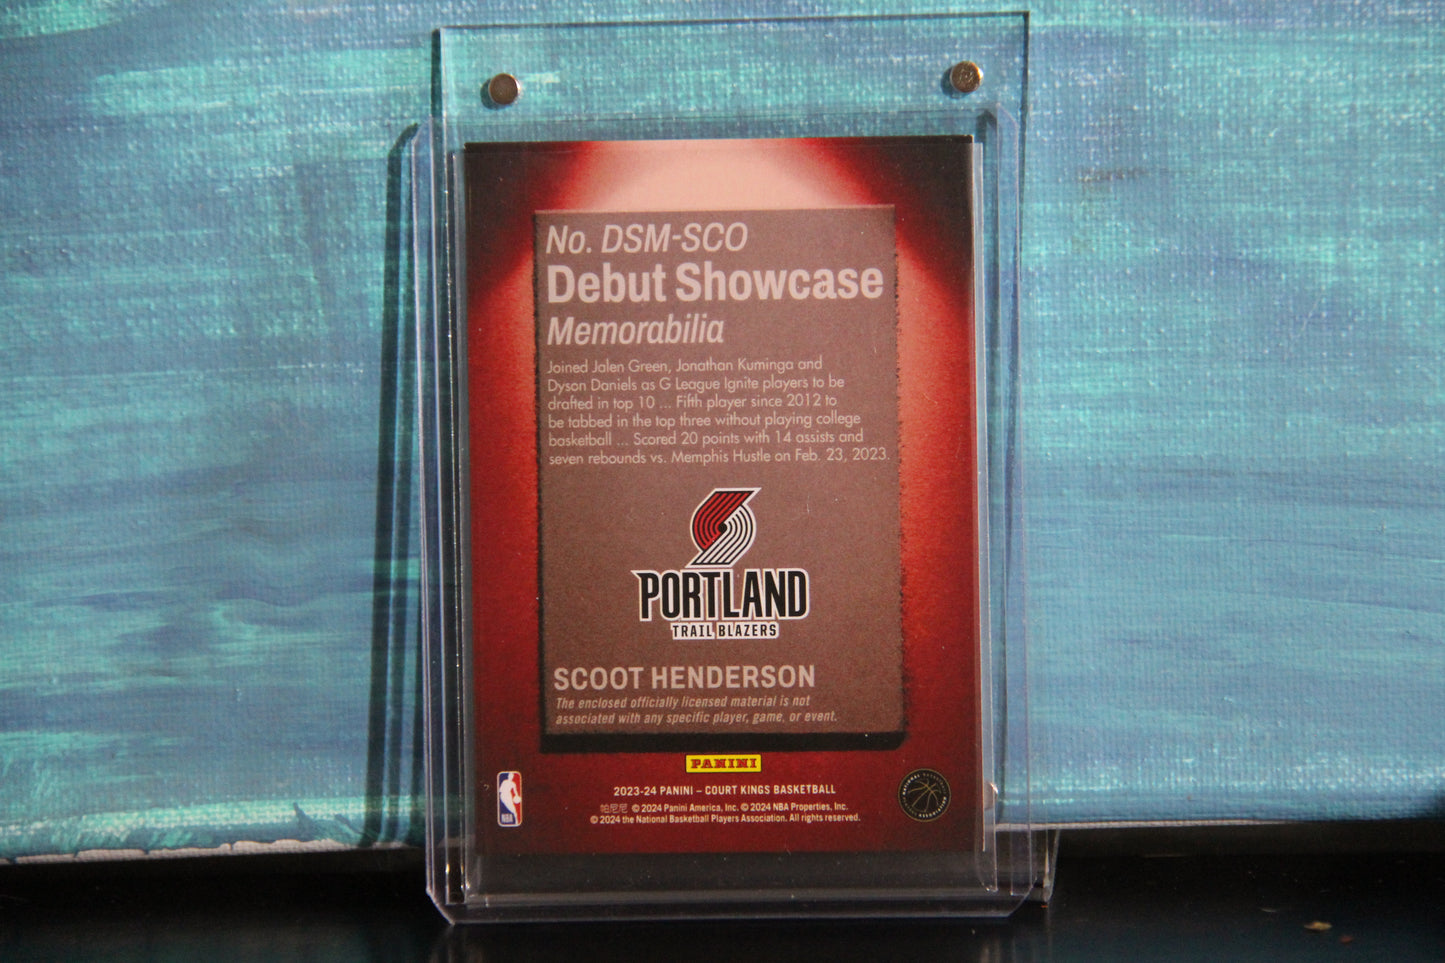 No. DSM-SCO
Debut Showcase
Memorabilia
Joined Jalen Green, Jonathan Kuminga and
Dyson Daniels as G League Ignite players to be
drafted in top 10 ... Fifth player since 2012 to
be tabbed in the top three without playing college
basketball ... Scored 20 points with 14 assists and
seven rebounds vs. Memphis Hustle on Feb. 23, 2023.
PORTLAND
TRAIL BLAZERS
SCOOT HENDERSON
The enclosed officially licensed material is not
associated with any specific player, game, or event.
PANINI
2023-24 PANINI – COURT KINGS BASKETBALL
帕尼尼 © 2024 Panini America, Inc. © 2024 NBA Properties, Inc.
© 2024 the National Basketball Players Association. All rights reserved.
NBA
NATIONAL BASKETBALL
ASSOCIATION